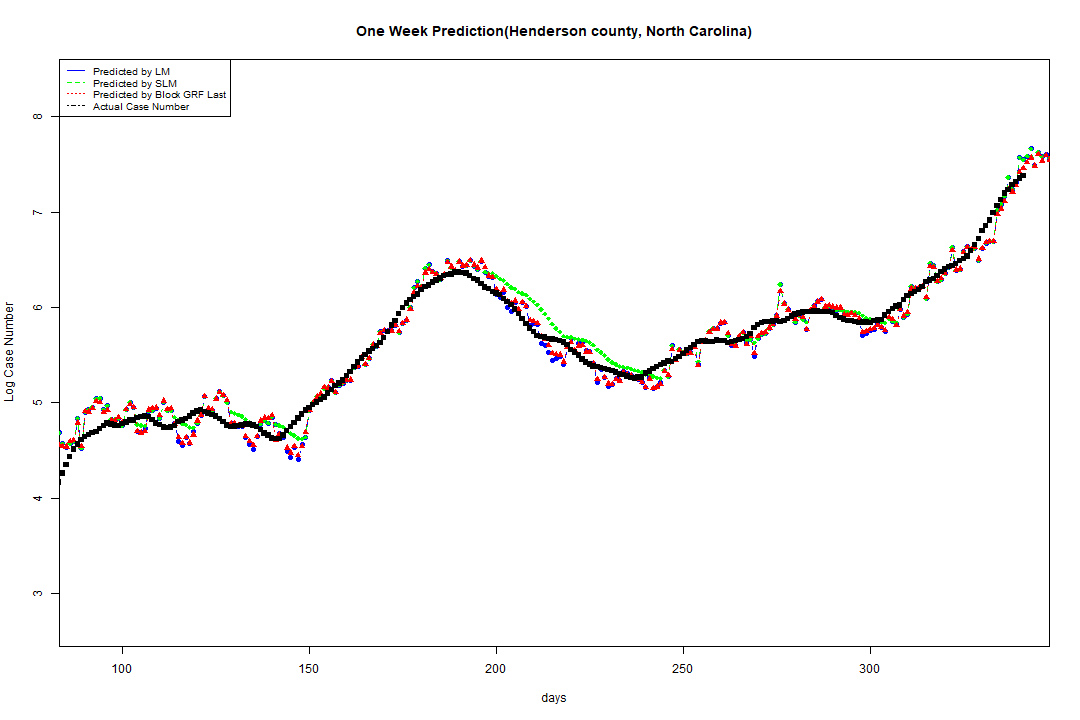 One Week Prediction(Henderson county, North Carolina)
Predicted by LM
Predicted by SLM
Predicted by Block GRF Last
Actual Case Number
8
7
6
5
4
3
Log Case Number
100 150 200 250 300
days